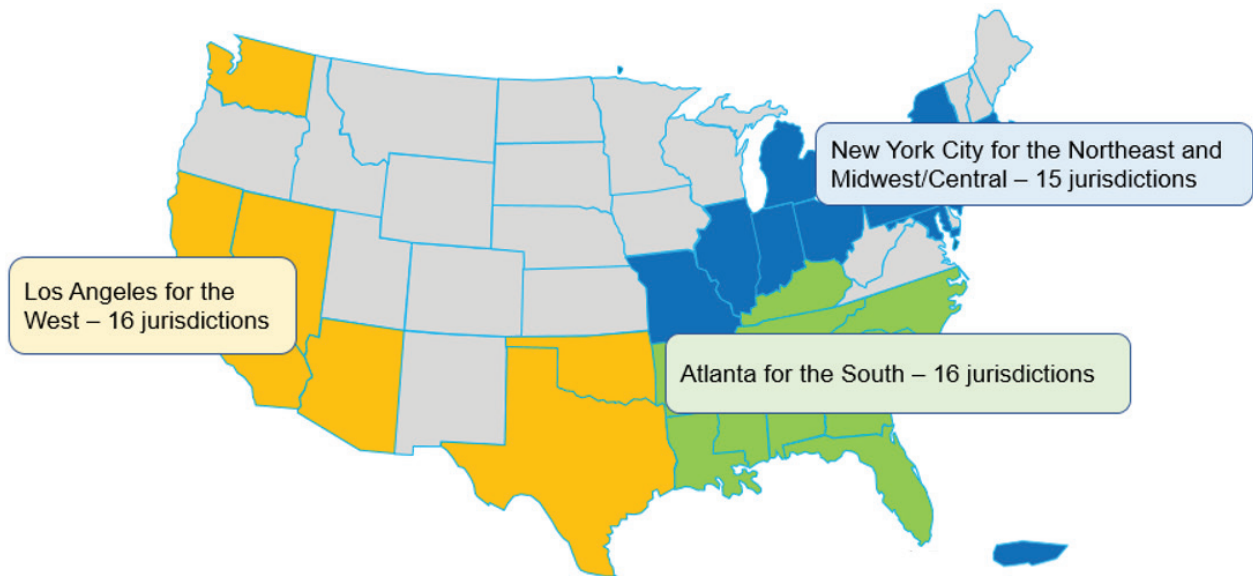 New York City for the Northeast and
Midwest/Central – 15 jurisdictions
Los Angeles for the
West – 16 jurisdictions
Atlanta for the South – 16 jurisdictions